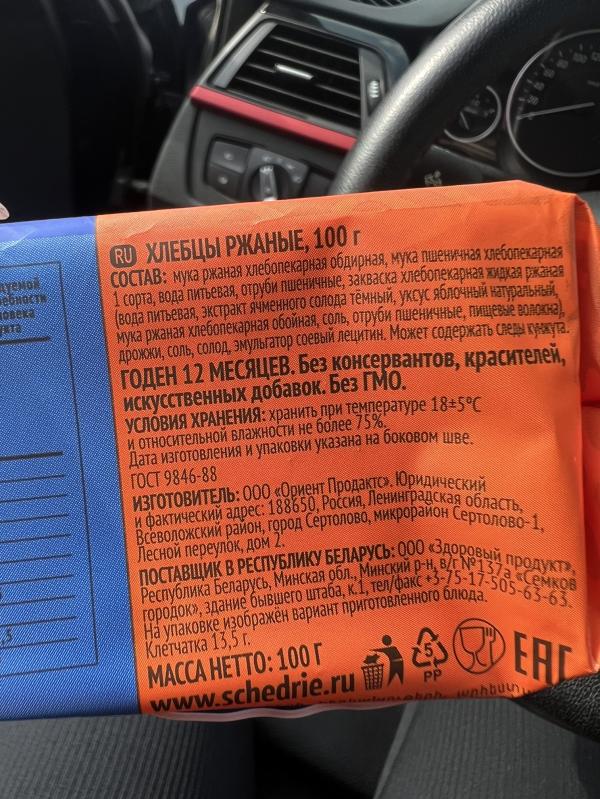 RU ХЛЕБЦЫ РЖАНЫЕ, 100 г
СОСТАВ: мука ржаная хлебопекарная обдирная, мука пшеничная хлебопекарная
1 сорта, вода питьевая, отруби пшеничные, закваска хлебопекарная жидкая ржаная
(вода питьевая, экстракт ячменного солода тёмный, уксус яблочный натуральный,
мука ржаная хлебопекарная обойная, соль, отруби пшеничные, пищевые волокна),
дрожжи, соль, солод, эмульгатор соевый лецитин. Может содержать следы кунжута.
ГОДЕН 12 МЕСЯЦЕВ. Без консервантов, красителей,
искусственных добавок. Без ГМО.
УСЛОВИЯ ХРАНЕНИЯ: хранить при температуре 18±5°С
и относительной влажности не более 75%.
Дата изготовления и упаковки указана на боковом шве.
ГОСТ 9846-88
ИЗГОТОВИТЕЛЬ: ООО «Ориент Продактс». Юридический
и фактический адрес: 188650, Россия, Ленинградская область,
Всеволожский район, город Сертолово, микрорайон Сертолово-1,
Лесной переулок, дом 2.
ПОСТАВЩИК В РЕСПУБЛИКУ БЕЛАРУСЬ: ООО «Здоровый продукт»,
Республика Беларусь, Минская обл., Минский р-н, в/г №137а «Семков
городок», здание бывшего штаба, к.1, тел/факс +3-75-17-505-63-63.
На упаковке изображён вариант приготовленного блюда.
Клетчатка 13,5 г.
МАССА НЕТТО: 100 Г
www.schedrie.ru
5
PP
EAC